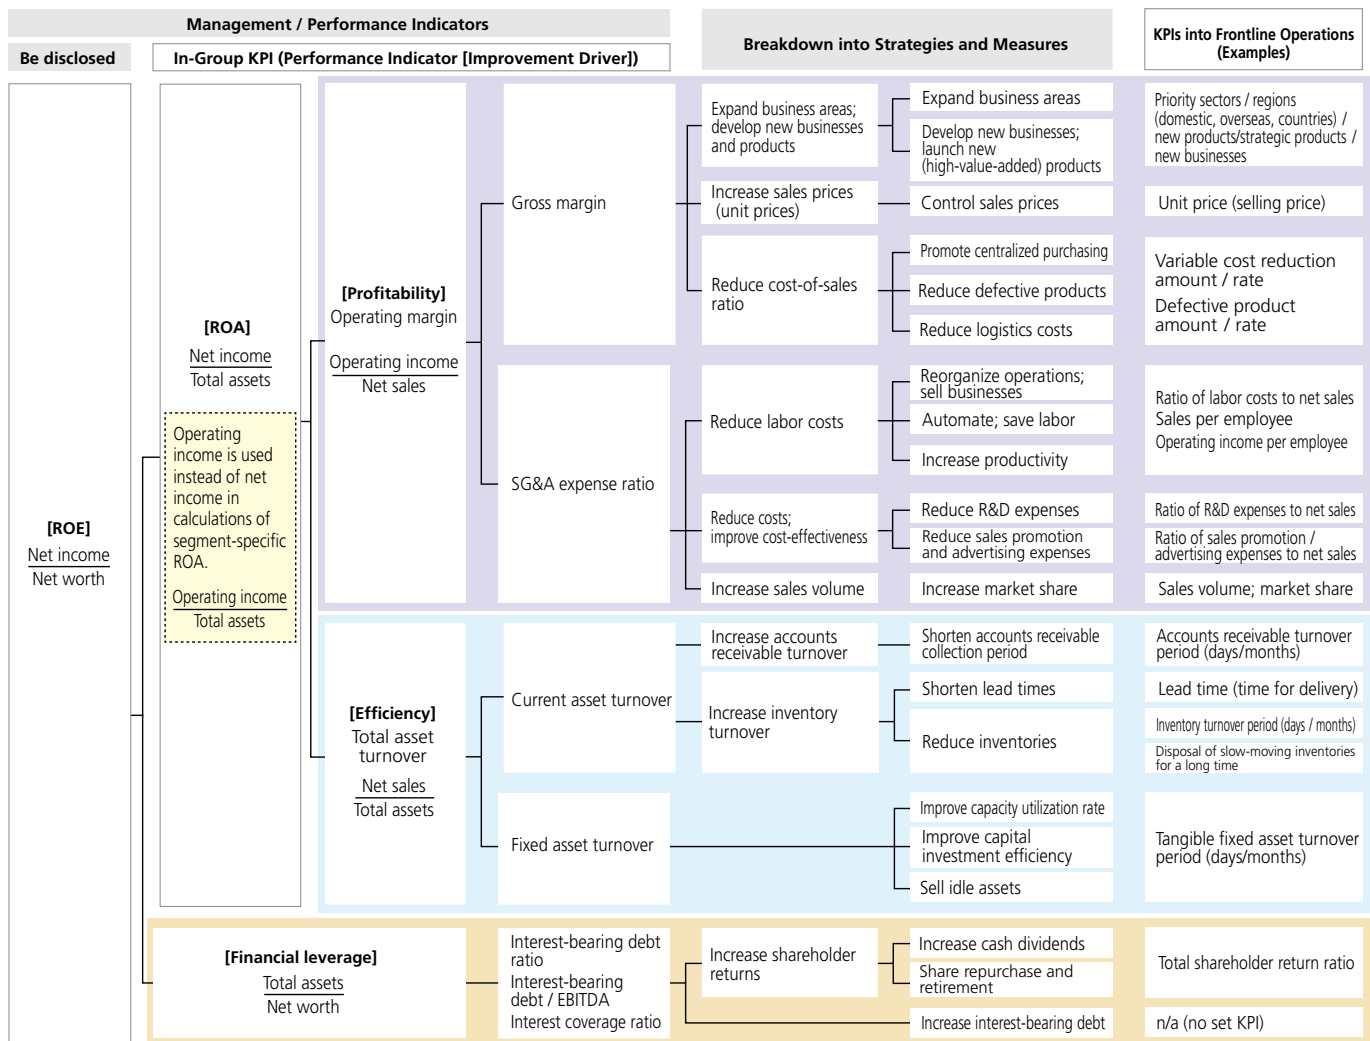 Management / Performance Indicators
Breakdown into Strategies and Measures
KPIs into Frontline Operations
(Examples)
Be disclosed
In-Group KPI (Performance Indicator [Improvement Driver])
[ROE]
Net income
Net worth
[ROA]
Net income
Total assets
Operating
income is used
instead of net
income in
calculations of
segment-specific
ROA.
Operating income
Total assets
[Profitability]
Operating margin
Operating income
Net sales
Gross margin
Expand business areas;
develop new businesses
and products
Expand business areas
Develop new businesses;
launch new
(high-value-added) products
Priority sectors / regions
(domestic, overseas, countries) /
new products/strategic products /
new businesses
Increase sales prices
(unit prices)
Control sales prices
Unit price (selling price)
Reduce cost-of-sales
ratio
Promote centralized purchasing
Reduce defective products
Reduce logistics costs
Variable cost reduction
amount / rate
Defective product
amount / rate
SG&A expense ratio
Reduce labor costs
Reorganize operations;
sell businesses
Automate; save labor
Increase productivity
Ratio of labor costs to net sales
Sales per employee
Operating income per employee
Reduce costs;
improve cost-effectiveness
Reduce R&D expenses
Reduce sales promotion
and advertising expenses
Ratio of R&D expenses to net sales
Ratio of sales promotion /
advertising expenses to net sales
Increase sales volume
Increase market share
Sales volume; market share
[Efficiency]
Total asset
turnover
Net sales
Total assets
Current asset turnover
Increase accounts
receivable turnover
Shorten accounts receivable
collection period
Accounts receivable turnover
period (days/months)
Increase inventory
turnover
Shorten lead times
Reduce inventories
Lead time (time for delivery)
Inventory turnover period (days / months)
Disposal of slow-moving inventories
for a long time
Fixed asset turnover
Improve capacity utilization rate
Improve capital
investment efficiency
Sell idle assets
Tangible fixed asset turnover
period (days/months)
[Financial leverage]
Total assets
Net worth
Interest-bearing debt
ratio
Interest-bearing
debt / EBITDA
Interest coverage ratio
Increase shareholder
returns
Increase cash dividends
Share repurchase and
retirement
Total shareholder return ratio
Increase interest-bearing debt
n/a (no set KPI)